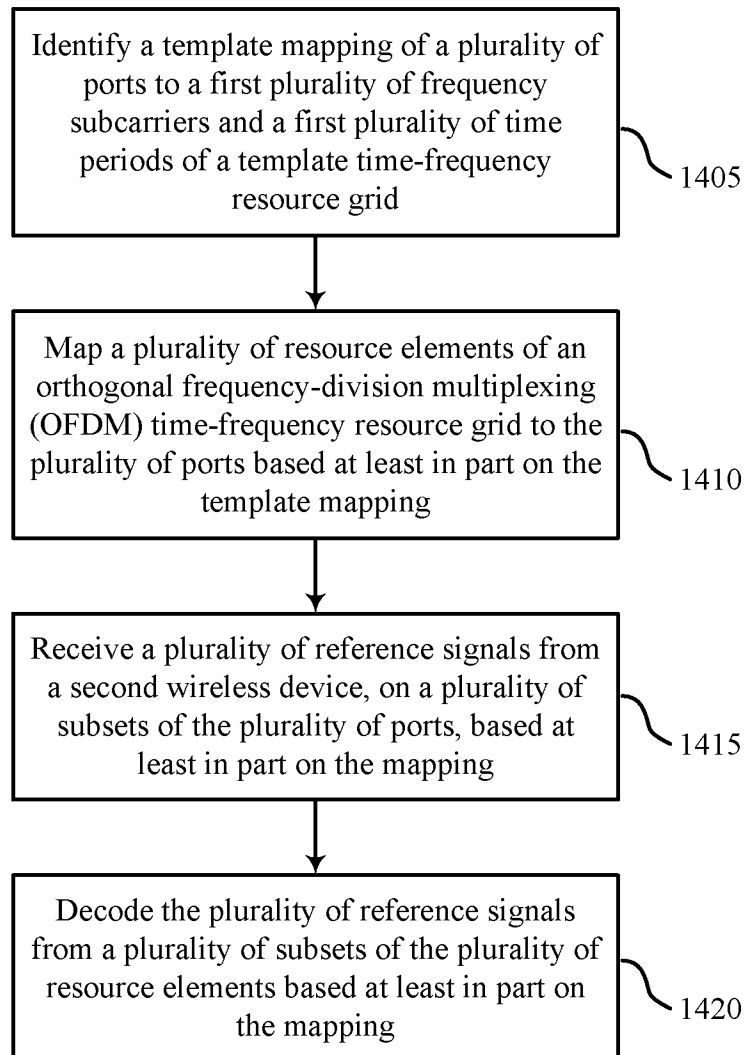 Identify a template mapping of a plurality of
ports to a first plurality of frequency
subcarriers and a first plurality of time
periods of a template time-frequency
resource grid
1405
Map a plurality of resource elements of an
orthogonal frequency-division multiplexing
(OFDM) time-frequency resource grid to the
plurality of ports based at least in part on the
template mapping
1410
Receive a plurality of reference signals from
a second wireless device, on a plurality of
subsets of the plurality of ports, based at
least in part on the mapping
1415
Decode the plurality of reference signals
from a plurality of subsets of the plurality of
resource elements based at least in part on
the mapping
1420